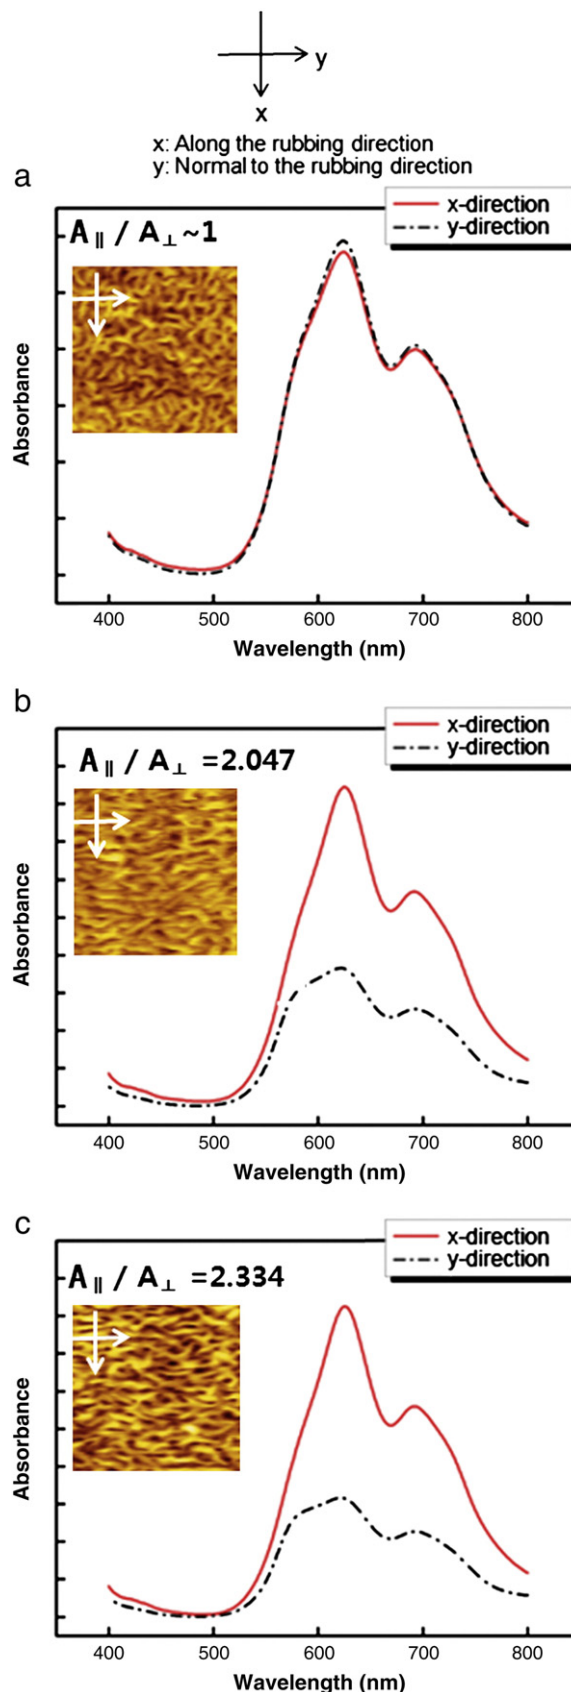 y
x
x: Along the rubbing direction
y: Normal to the rubbing direction
a
x-direction
y-direction
A∥ / A⊥ ~1
Absorbance
400 500 600 700 800
Wavelength (nm)
b
x-direction
y-direction
A∥ / A⊥ =2.047
Absorbance
400 500 600 700 800
Wavelength (nm)
c
x-direction
y-direction
A∥ / A⊥ =2.334
Absorbance
400 500 600 700 800
Wavelength (nm)